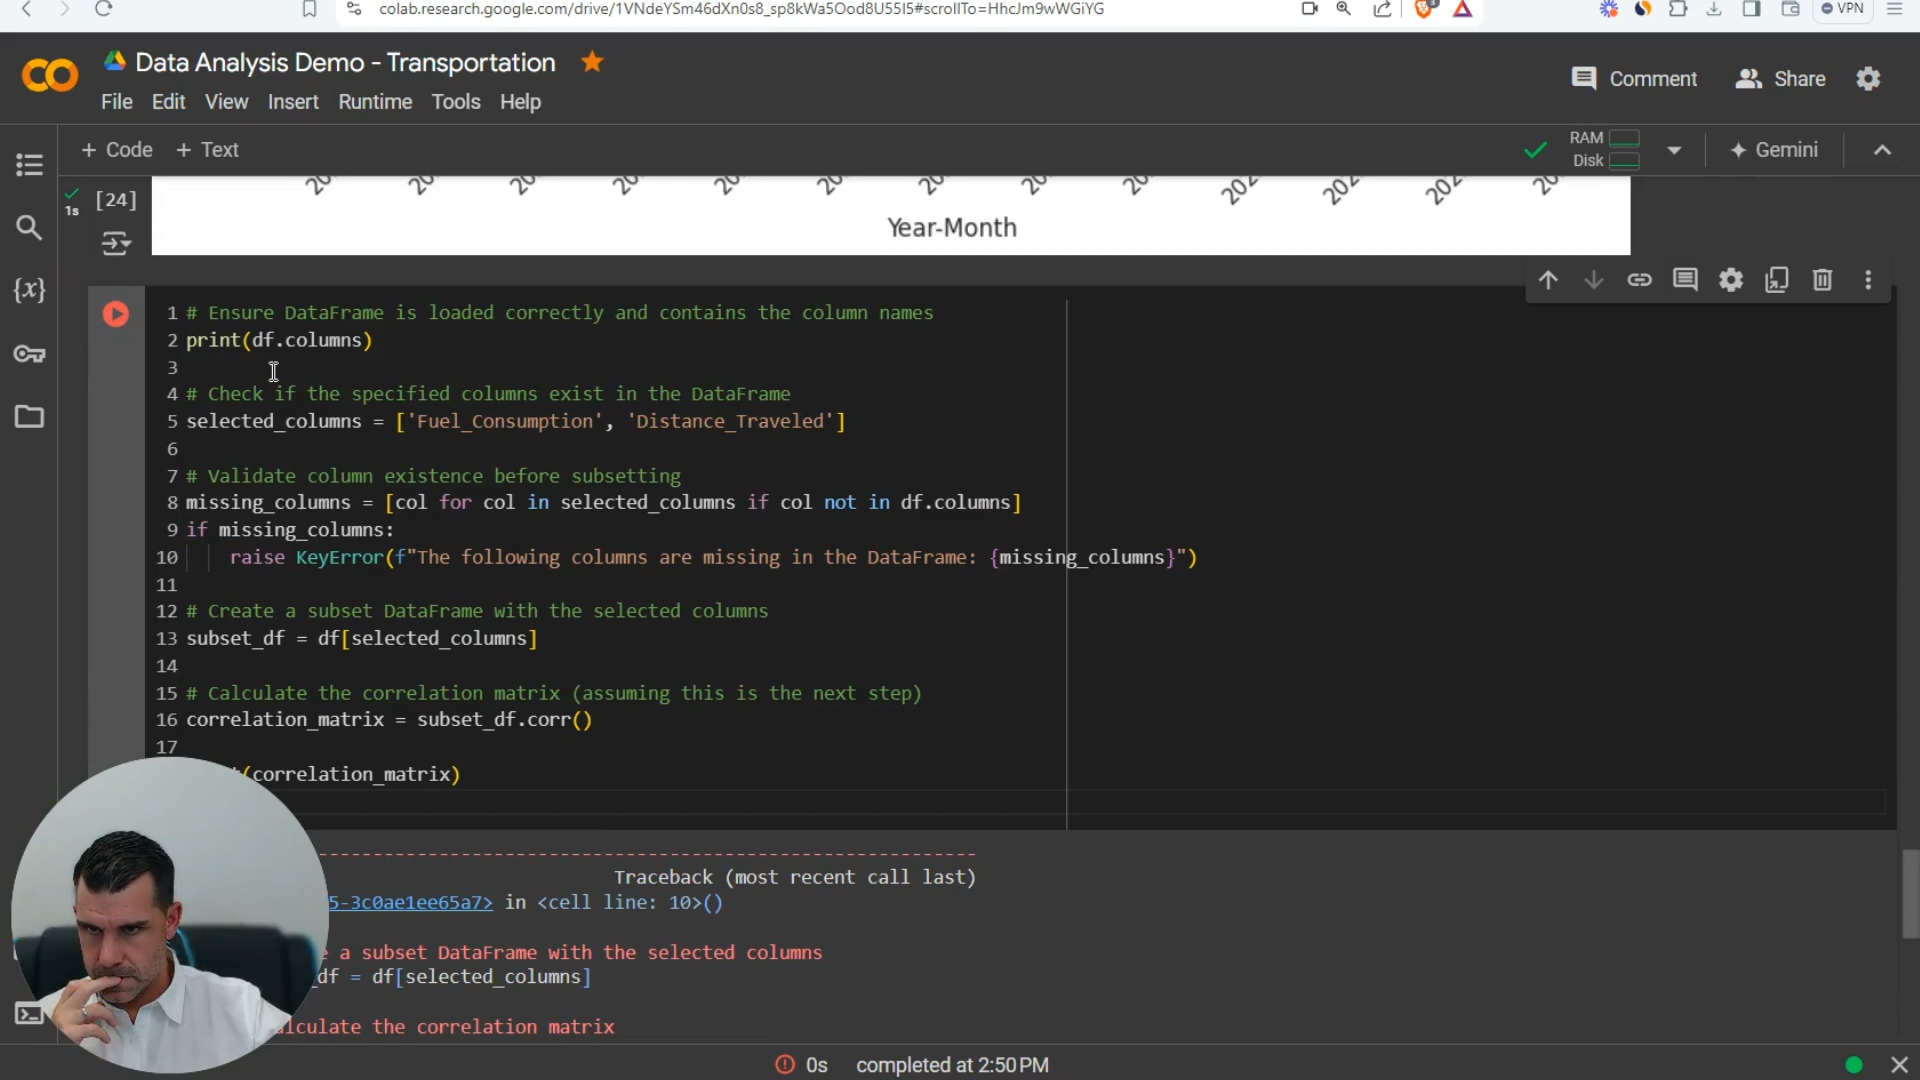 colab.research.google.com/drive/1VNdeYSm46dXn0s8_sp8kWa5Ood8U55I5#scrollTo=HhcJm9wWGiYG
VPN
Data Analysis Demo - Transportation
File Edit View Insert Runtime Tools Help
Comment
Share
+ Code + Text
RAM
Disk
Gemini
1s
[24]
Year-Month
1 # Ensure DataFrame is loaded correctly and contains the column names
2 print(df.columns)
3
4 # Check if the specified columns exist in the DataFrame
5 selected_columns = ['Fuel_Consumption', 'Distance_Traveled']
6
7 # Validate column existence before subsetting
8 missing_columns = [col for col in selected_columns if col not in df.columns]
9 if missing_columns:
10 raise KeyError(f"The following columns are missing in the DataFrame: {missing_columns}")
11
12 # Create a subset DataFrame with the selected columns
13 subset_df = df[selected_columns]
14
15 # Calculate the correlation matrix (assuming this is the next step)
16 correlation_matrix = subset_df.corr()
17
(correlation_matrix)
Traceback (most recent call last)
5-3c0ae1ee65a7> in <cell line: 10>()
a subset DataFrame with the selected columns
df = df[selected_columns]
alculate the correlation matrix
0s completed at 2:50 PM